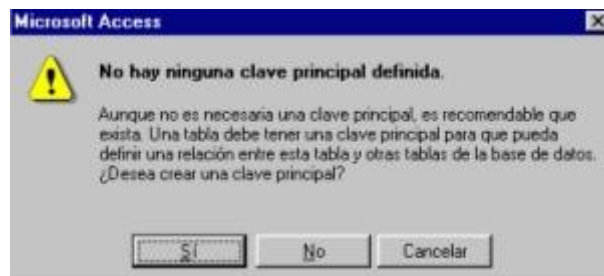 Microsoft Access
No hay ninguna clave principal definida.
Aunque no es necesaria una clave principal, es recomendable que
exista. Una tabla debe tener una clave principal para que pueda
definir una relación entre esta tabla y otras tablas de la base de datos.
¿Desea crear una clave principal?
Sí No Cancelar